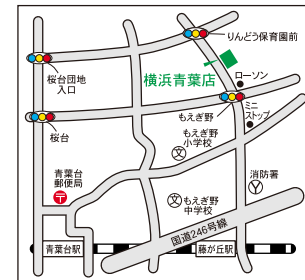 りんどう保育園前
横浜青葉店
ローソン
桜台団地
入口
もえぎ野
ミニ
ストップ
桜台
もえぎ野
小学校
文
青葉台
郵便局
〒
消防署
Y
文
もえぎ野
中学校
国道246号線
青葉台駅
藤が丘駅